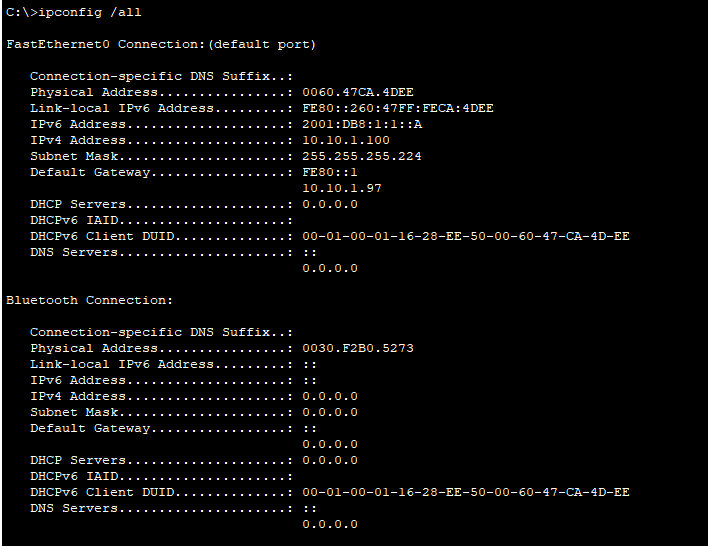 C:\>ipconfig /all
FastEthernet0 Connection:(default port)
Connection-specific DNS Suffix..:
Physical Address................: 0060.47CA.4DEE
Link-local IPv6 Address.........: FE80::260:47FF:FECA:4DEE
IPv6 Address....................: 2001:DB8:1:1::A
IPv4 Address....................: 10.10.1.100
Subnet Mask.....................: 255.255.255.224
Default Gateway.................: FE80::1
10.10.1.97
DHCP Servers....................: 0.0.0.0
DHCPv6 IAID.....................:
DHCPv6 Client DUID..............: 00-01-00-01-16-28-EE-50-00-60-47-CA-4D-EE
DNS Servers.....................: ::
0.0.0.0
Bluetooth Connection:
Connection-specific DNS Suffix..:
Physical Address................: 0030.F2B0.5273
Link-local IPv6 Address.........: ::
IPv6 Address....................: ::
IPv4 Address....................: 0.0.0.0
Subnet Mask.....................: 0.0.0.0
Default Gateway.................: ::
0.0.0.0
DHCP Servers....................: 0.0.0.0
DHCPv6 IAID.....................:
DHCPv6 Client DUID..............: 00-01-00-01-16-28-EE-50-00-60-47-CA-4D-EE
DNS Servers.....................: ::
0.0.0.0